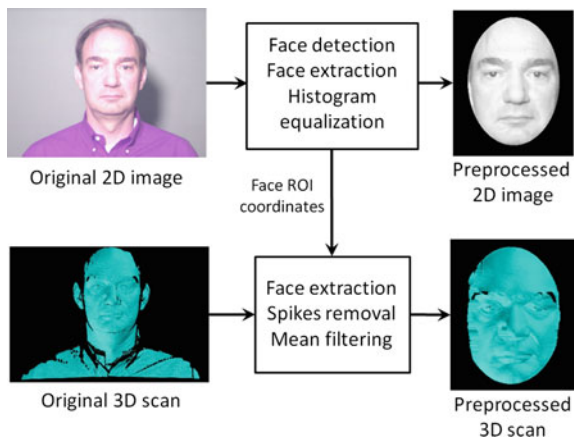 Face detection
Face extraction
Histogram
equalization
Original 2D image
Preprocessed
2D image
Face ROI
coordinates
Face extraction
Spikes removal
Mean filtering
Original 3D scan
Preprocessed
3D scan